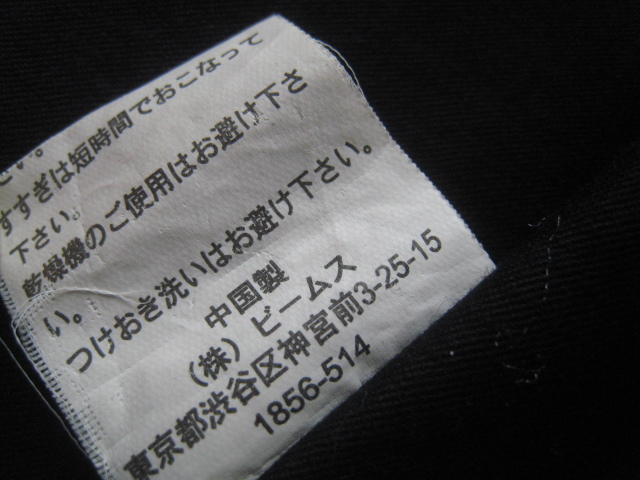 さい。
すすぎは短時間でおこなって
下さい。
乾燥機のご使用はお避け下さ
い。
つけおき洗いはお避け下さい。
中国製
（株）ビームス
東京都渋谷区神宮前3-25-15
1856-514